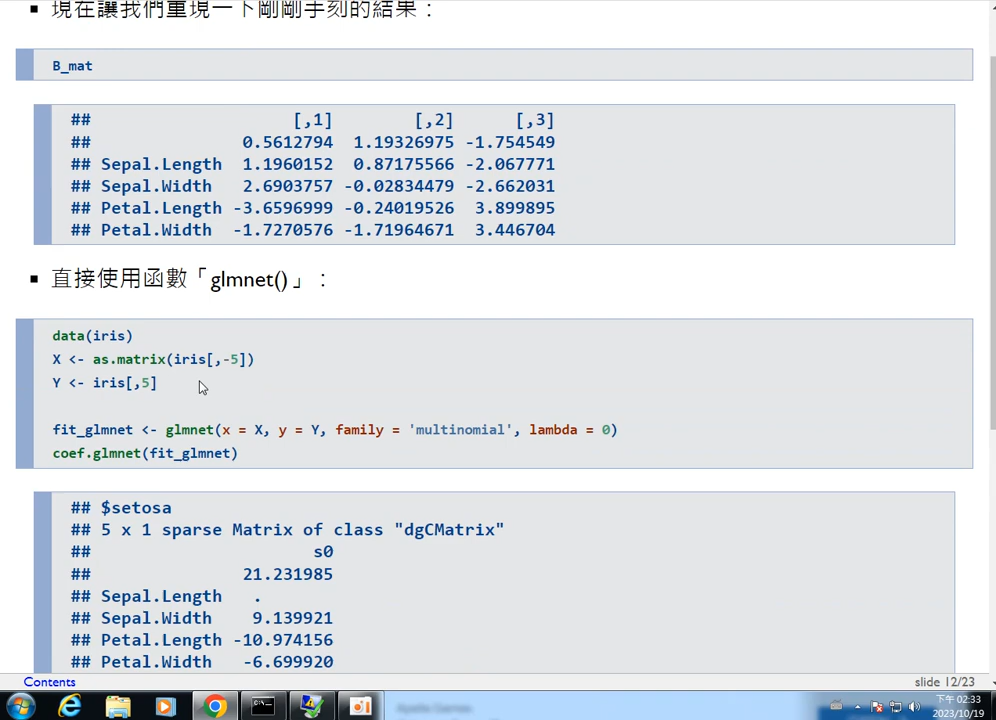 現在讓我們重現一下剛剛手刻的結果：
B_mat
## [,1] [,2] [,3]
## 0.5612794 1.19326975 -1.754549
## Sepal.Length 1.1960152 0.87175566 -2.067771
## Sepal.Width 2.6903757 -0.02834479 -2.662031
## Petal.Length -3.6596999 -0.24019526 3.899895
## Petal.Width -1.7270576 -1.71964671 3.446704
直接使用函數「glmnet()」：
data(iris)
X <- as.matrix(iris[,-5])
Y <- iris[,5]
fit_glmnet <- glmnet(x = X, y = Y, family = 'multinomial', lambda = 0)
coef.glmnet(fit_glmnet)
## $setosa
## 5 x 1 sparse Matrix of class "dgCMatrix"
## s0
## 21.231985
## Sepal.Length .
## Sepal.Width 9.139921
## Petal.Length -10.974156
## Petal.Width -6.699920
Contents
slide 12/23
下午 02:33
2023/10/19